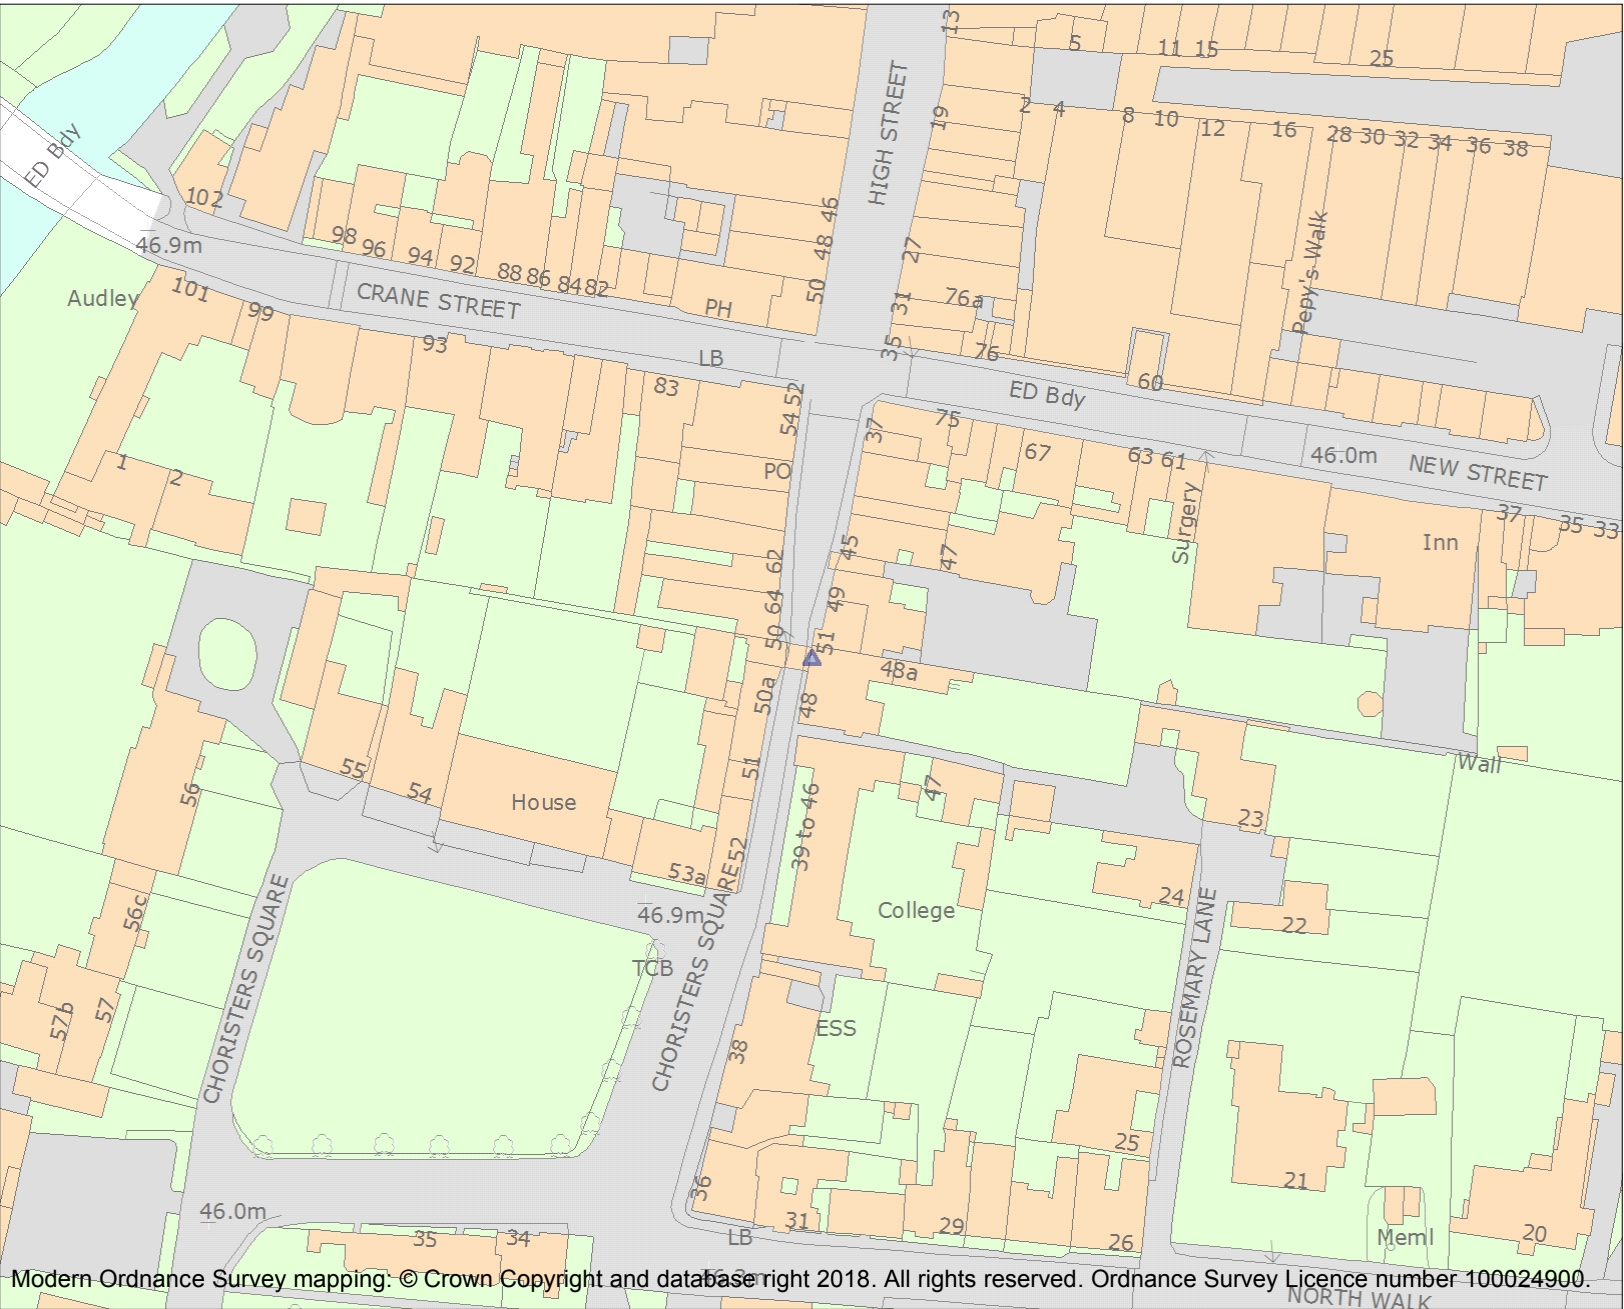 13
5
11 15
25
HIGH STREET
19
2
4
8
10
12
16
28 30 32 34 36 38
ED Bdy
102
46
48
50
27
31
35
98
96
94
92
88 86 84 82
46.9m
Audley
101
99
CRANE STREET
PH
76a
76
Pepy's Walk
60
93
LB
83
52
54
37
75
ED Bdy
67
63 61
46.0m
NEW STREET
PO
1
2
Surgery
37
35 33
Inn
62
45
47
64
49
50
51
48a
50a
48
51
55
54
House
56
39 to 46
47
Wall
23
52
53a
24
22
College
46.9m
TCB
CHORISTERS SQUARE
CHORISTERS SQUARE
ROSEMARY LANE
56c
57
57b
ESS
38
25
21
36
31
29
26
LB
46.0m
35
34
Meml
20
NORTH WALK
Modern Ordnance Survey mapping: © Crown Copyright and database right 2018. All rights reserved. Ordnance Survey Licence number 100024900.